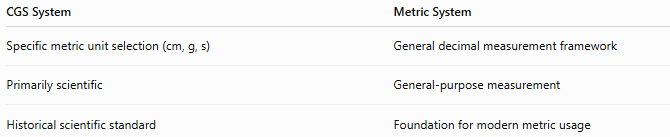 CGS System Metric System
Specific metric unit selection (cm, g, s) General decimal measurement framework
Primarily scientific General-purpose measurement
Historical scientific standard Foundation for modern metric usage